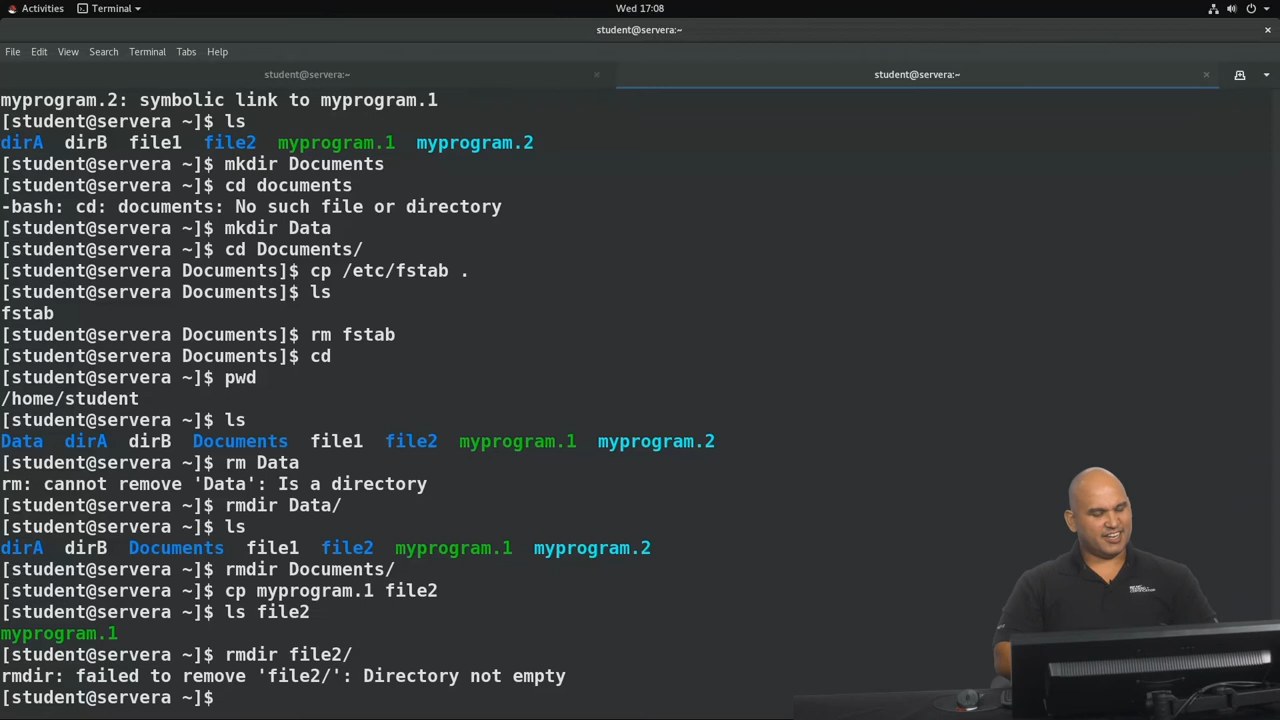 Activities Terminal Wed 17:08
student@servera:~
File Edit View Search Terminal Tabs Help
student@servera:~ student@servera:~
myprogram.2: symbolic link to myprogram.1
[student@servera ~]$ ls
dirA dirB file1 file2 myprogram.1 myprogram.2
[student@servera ~]$ mkdir Documents
[student@servera ~]$ cd documents
-bash: cd: documents: No such file or directory
[student@servera ~]$ mkdir Data
[student@servera ~]$ cd Documents/
[student@servera Documents]$ cp /etc/fstab .
[student@servera Documents]$ ls
fstab
[student@servera Documents]$ rm fstab
[student@servera Documents]$ cd
[student@servera ~]$ pwd
/home/student
[student@servera ~]$ ls
Data dirA dirB Documents file1 file2 myprogram.1 myprogram.2
[student@servera ~]$ rm Data
rm: cannot remove 'Data': Is a directory
[student@servera ~]$ rmdir Data/
[student@servera ~]$ ls
dirA dirB Documents file1 file2 myprogram.1 myprogram.2
[student@servera ~]$ rmdir Documents/
[student@servera ~]$ cp myprogram.1 file2
[student@servera ~]$ ls file2
myprogram.1
[student@servera ~]$ rmdir file2/
rmdir: failed to remove 'file2/': Directory not empty
[student@servera ~]$